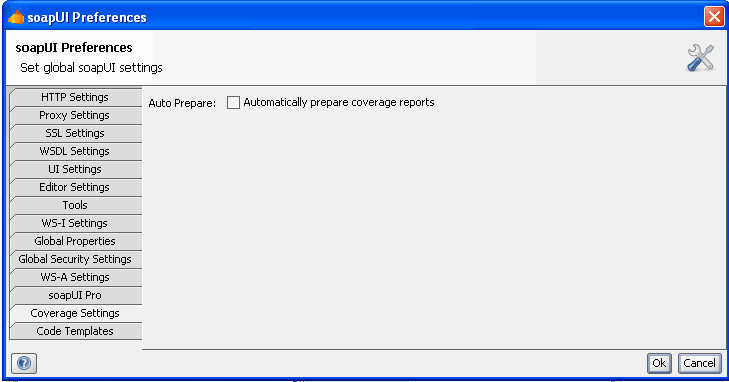 soapUI Preferences
soapUI Preferences
Set global soapUI settings
HTTP Settings
Proxy Settings
SSL Settings
WSDL Settings
UI Settings
Editor Settings
Tools
WS-I Settings
Global Properties
Global Security Settings
WS-A Settings
soapUI Pro
Coverage Settings
Code Templates
Auto Prepare: Automatically prepare coverage reports
?
Ok Cancel